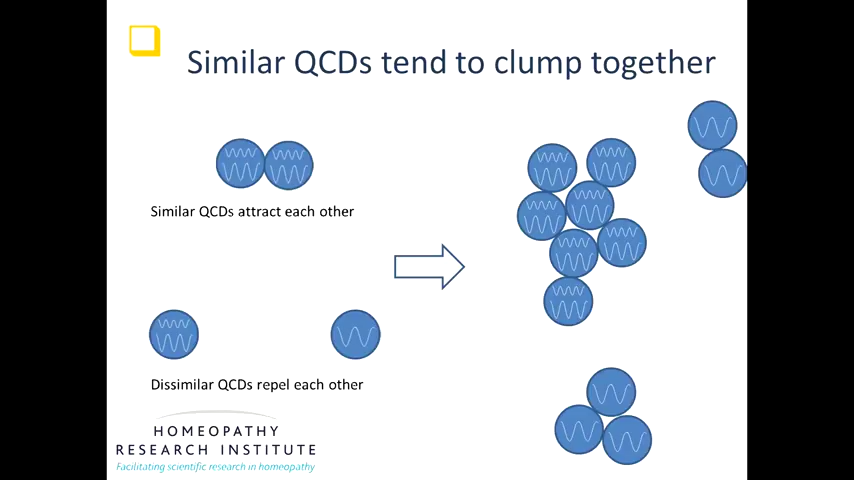 Similar QCDs tend to clump together
Similar QCDs attract each other
Dissimilar QCDs repel each other
HOMEOPATHY
RESEARCH INSTITUTE
Facilitating scientific research in homeopathy